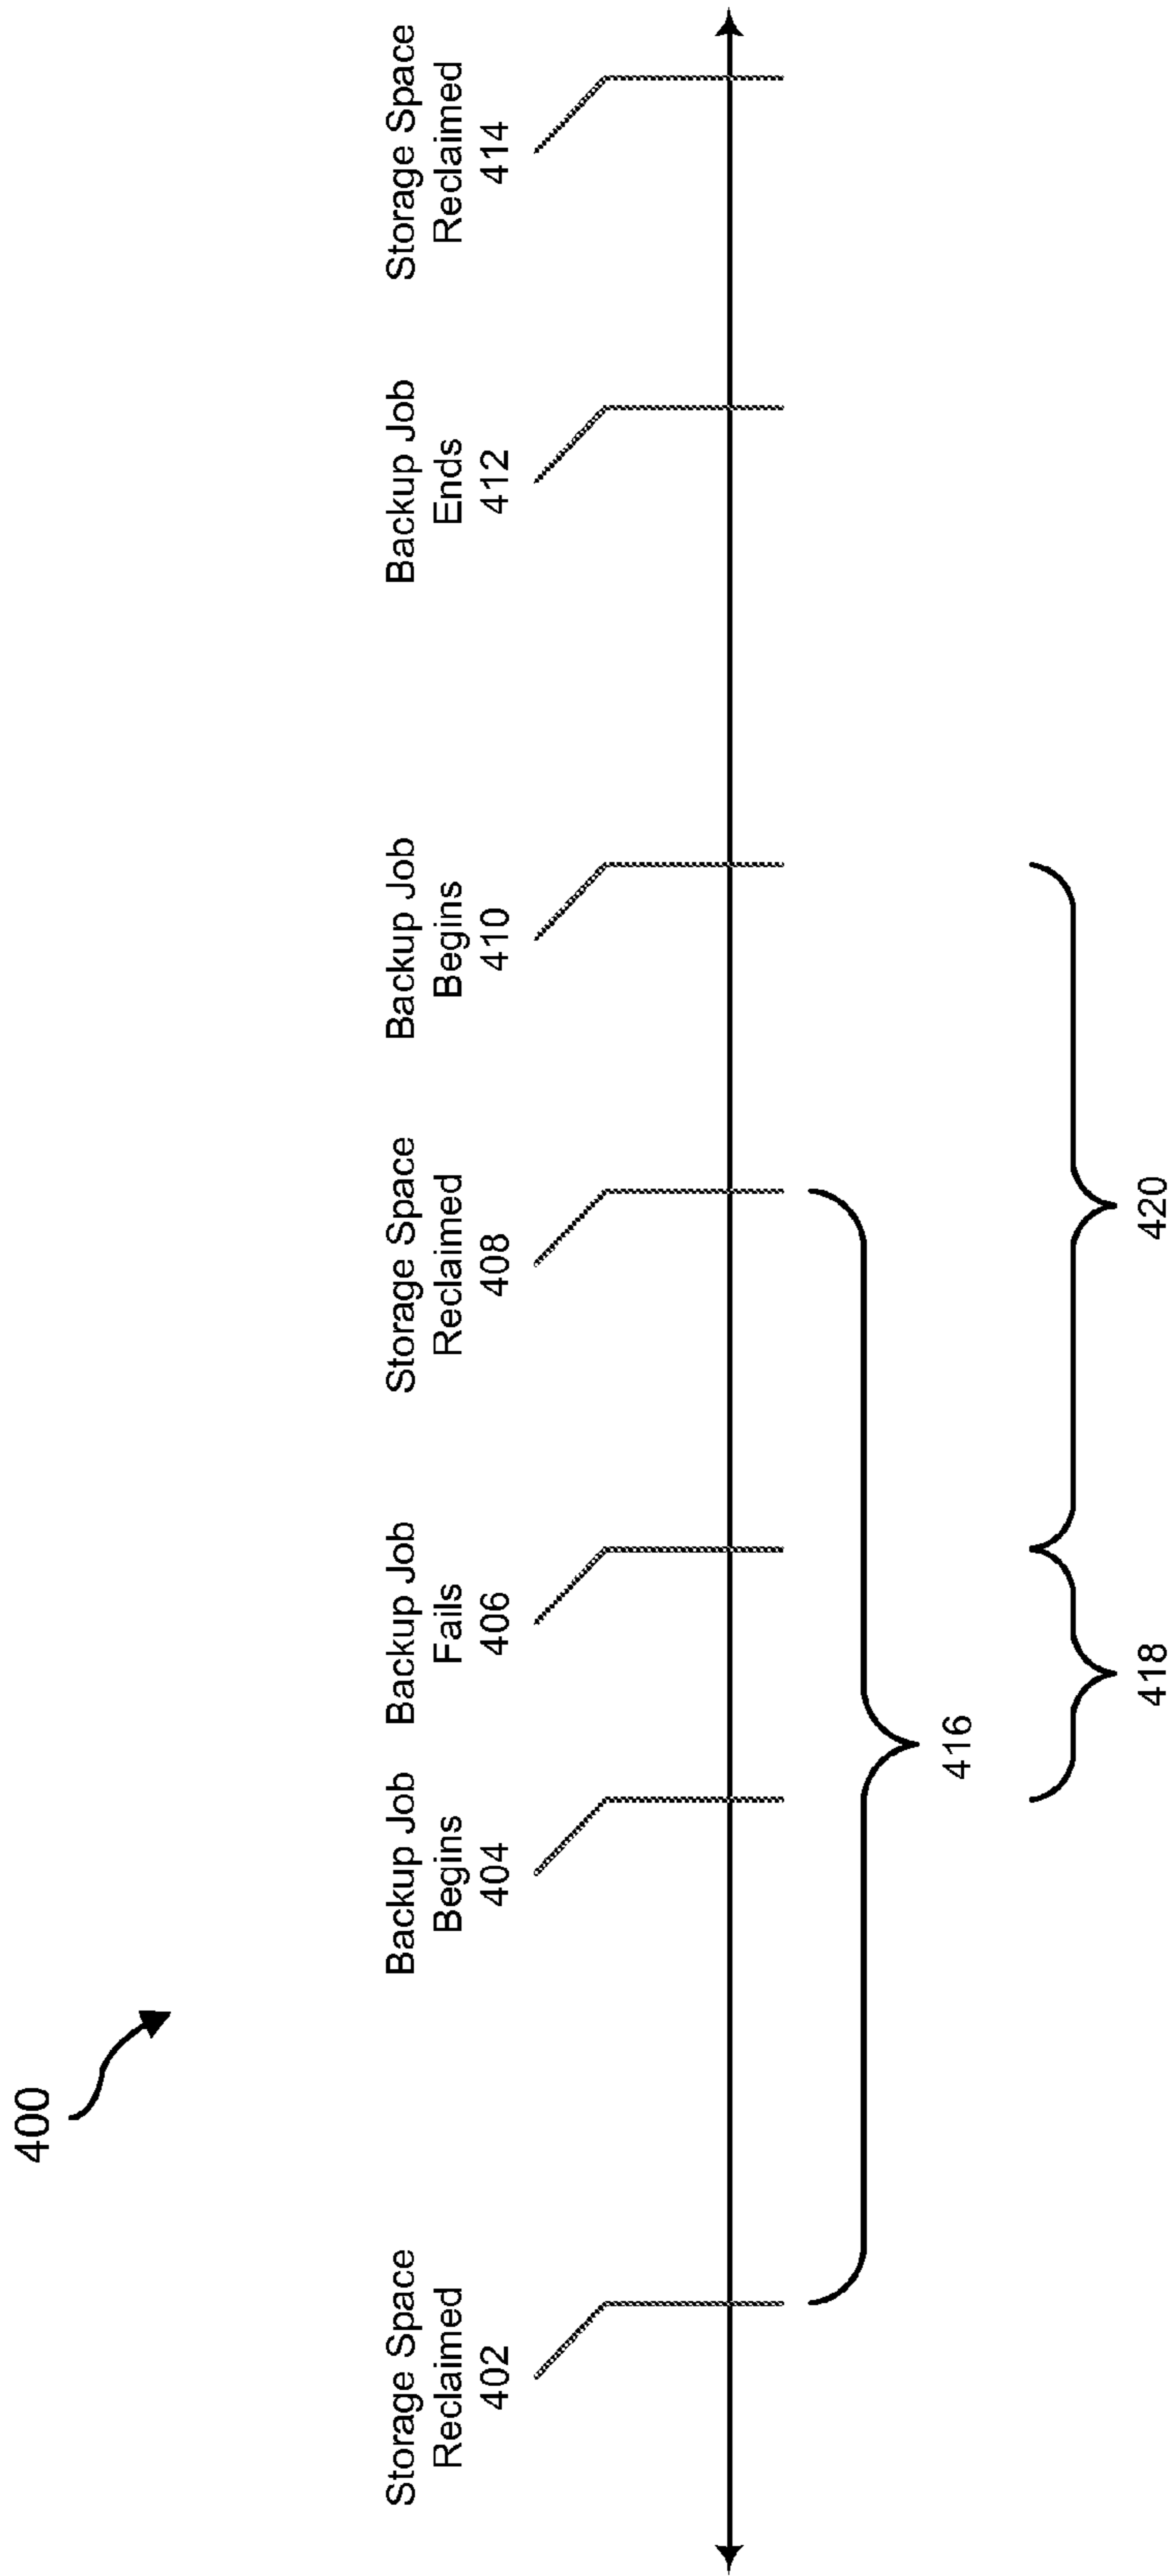 400
Storage Space
Reclaimed
402
Backup Job
Begins
404
Backup Job
Fails
406
Storage Space
Reclaimed
408
Backup Job
Begins
410
Backup Job
Ends
412
Storage Space
Reclaimed
414
416
418
420